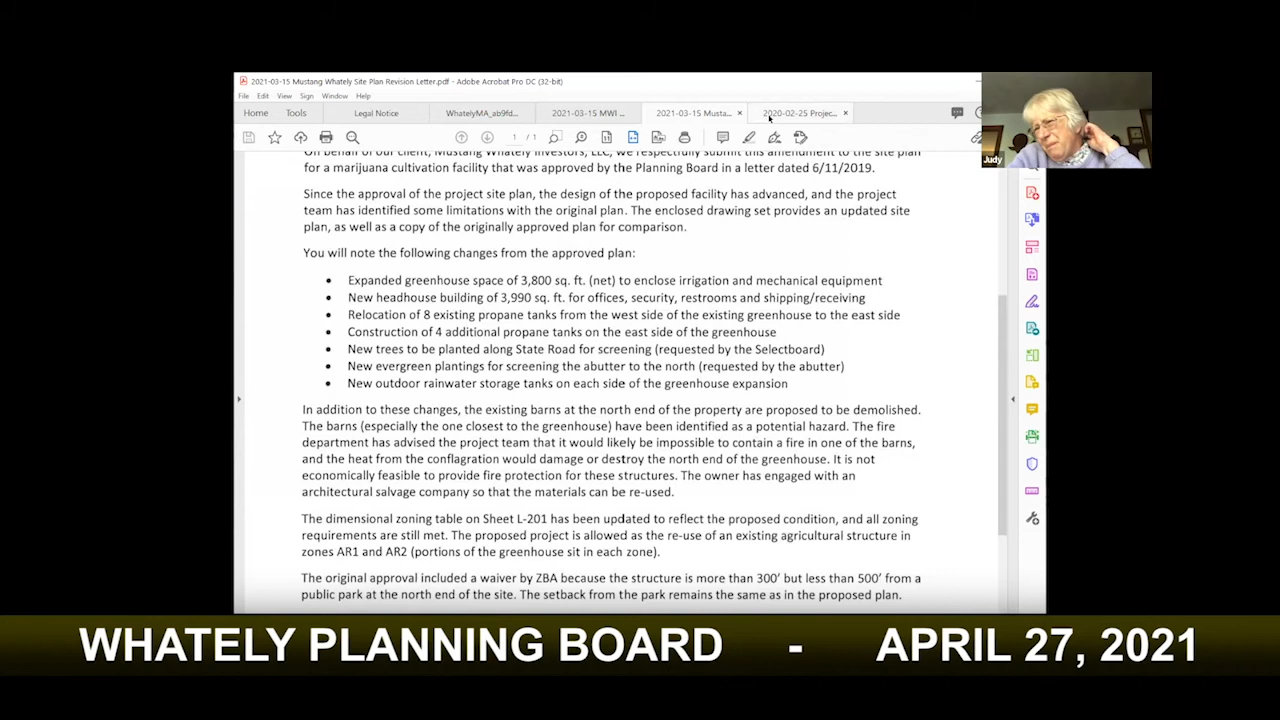 2021-03-15 Mustang Whately Site Plan Revision Letter.pdf - Adobe Acrobat Pro DC (32-bit)
File Edit View Sign Window Help
Home Tools Legal Notice WhatelyMA_ab9fd... 2021-03-15 MWI ... 2021-03-15 Musta... × 2020-02-25 Projec... ×
1 / 1
On behalf of our client, Mustang Whately Investors, LLC, we respectfully submit this amendment to the site plan
for a marijuana cultivation facility that was approved by the Planning Board in a letter dated 6/11/2019.
Since the approval of the project site plan, the design of the proposed facility has advanced, and the project
team has identified some limitations with the original plan. The enclosed drawing set provides an updated site
plan, as well as a copy of the originally approved plan for comparison.
You will note the following changes from the approved plan:
• Expanded greenhouse space of 3,800 sq. ft. (net) to enclose irrigation and mechanical equipment
• New headhouse building of 3,990 sq. ft. for offices, security, restrooms and shipping/receiving
• Relocation of 8 existing propane tanks from the west side of the existing greenhouse to the east side
• Construction of 4 additional propane tanks on the east side of the greenhouse
• New trees to be planted along State Road for screening (requested by the Selectboard)
• New evergreen plantings for screening the abutter to the north (requested by the abutter)
• New outdoor rainwater storage tanks on each side of the greenhouse expansion
In addition to these changes, the existing barns at the north end of the property are proposed to be demolished.
The barns (especially the one closest to the greenhouse) have been identified as a potential hazard. The fire
department has advised the project team that it would likely be impossible to contain a fire in one of the barns,
and the heat from the conflagration would damage or destroy the north end of the greenhouse. It is not
economically feasible to provide fire protection for these structures. The owner has engaged with an
architectural salvage company so that the materials can be re-used.
The dimensional zoning table on Sheet L-201 has been updated to reflect the proposed condition, and all zoning
requirements are still met. The proposed project is allowed as the re-use of an existing agricultural structure in
zones AR1 and AR2 (portions of the greenhouse sit in each zone).
The original approval included a waiver by ZBA because the structure is more than 300' but less than 500' from a
public park at the north end of the site. The setback from the park remains the same as in the proposed plan.
Judy
WHATELY PLANNING BOARD - APRIL 27, 2021